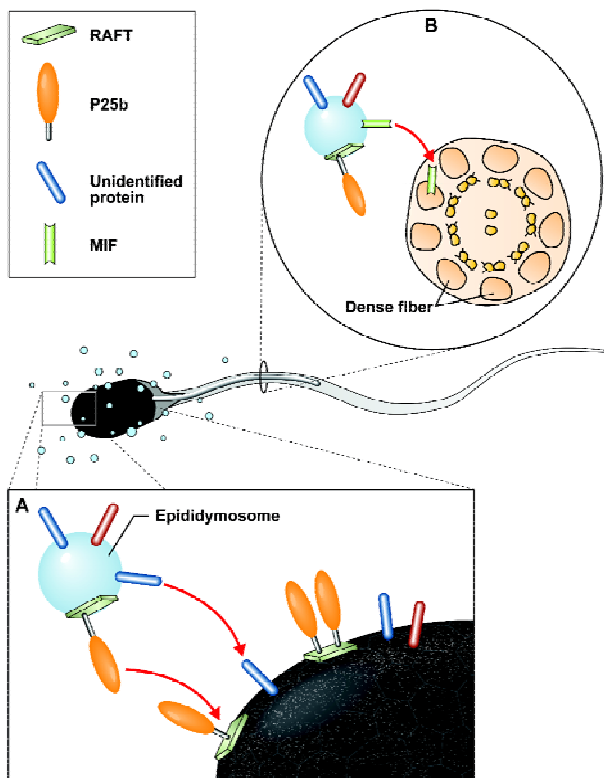 RAFT
P25b
Unidentified
protein
MIF
B
Dense fiber
A
Epididymosome